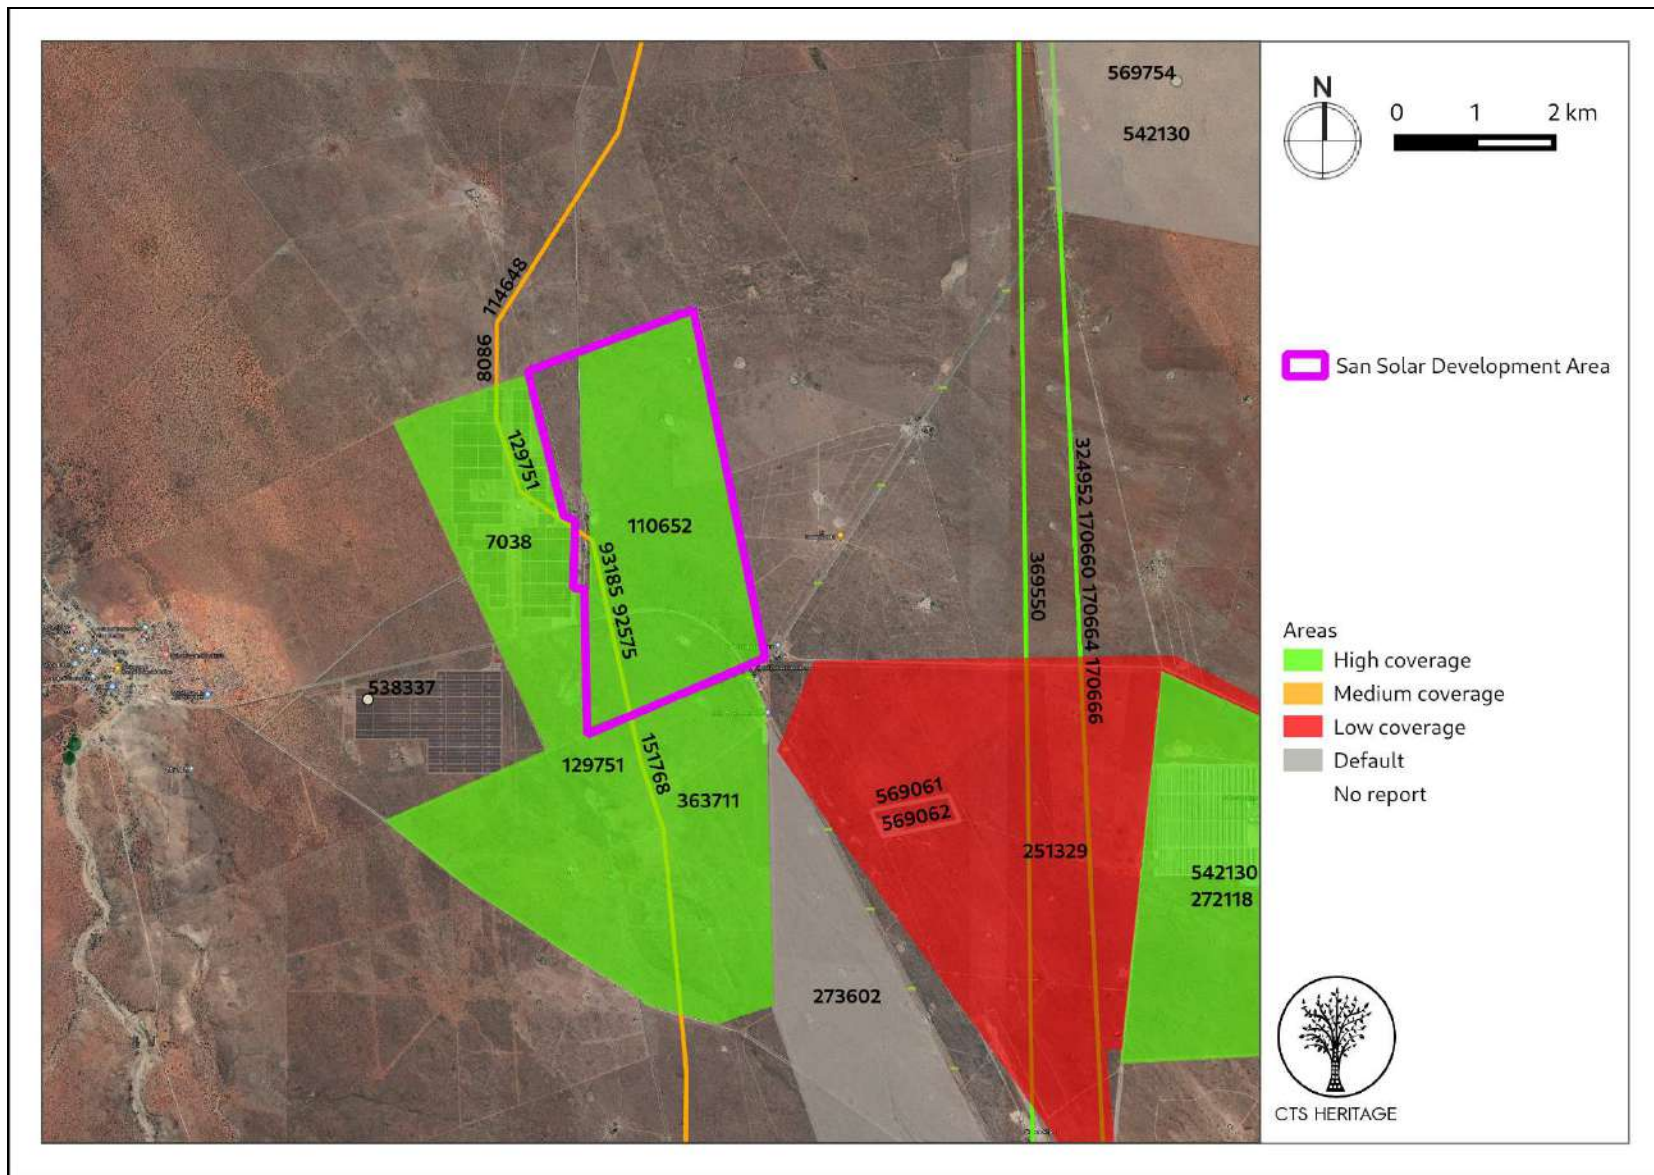 569754
542130
114648
8086
129751
7038
110652
93185 92575
369550
324952 170660 170664 170666
538337
129751
151768
363711
569061
569062
251329
542130
272118
273602
N
0 1 2 km
San Solar Development Area
Areas
High coverage
Medium coverage
Low coverage
Default
No report
CTS HERITAGE